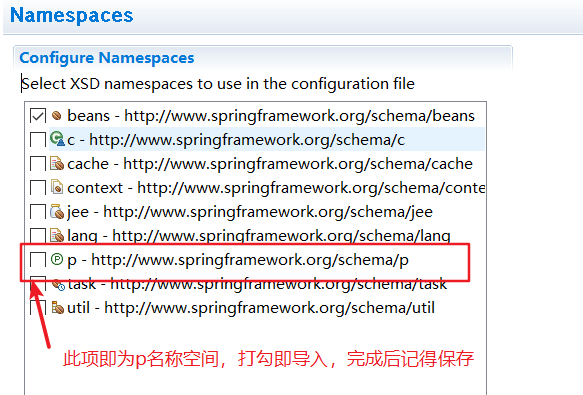 Namespaces
Configure Namespaces
Select XSD namespaces to use in the configuration file
beans - http://www.springframework.org/schema/beans
c - http://www.springframework.org/schema/c
cache - http://www.springframework.org/schema/cache
context - http://www.springframework.org/schema/conte
jee - http://www.springframework.org/schema/jee
lang - http://www.springframework.org/schema/lang
p - http://www.springframework.org/schema/p
task - http://www.springframework.org/schema/task
util - http://www.springframework.org/schema/util
此项即为p名称空间，打勾即导入，完成后记得保存